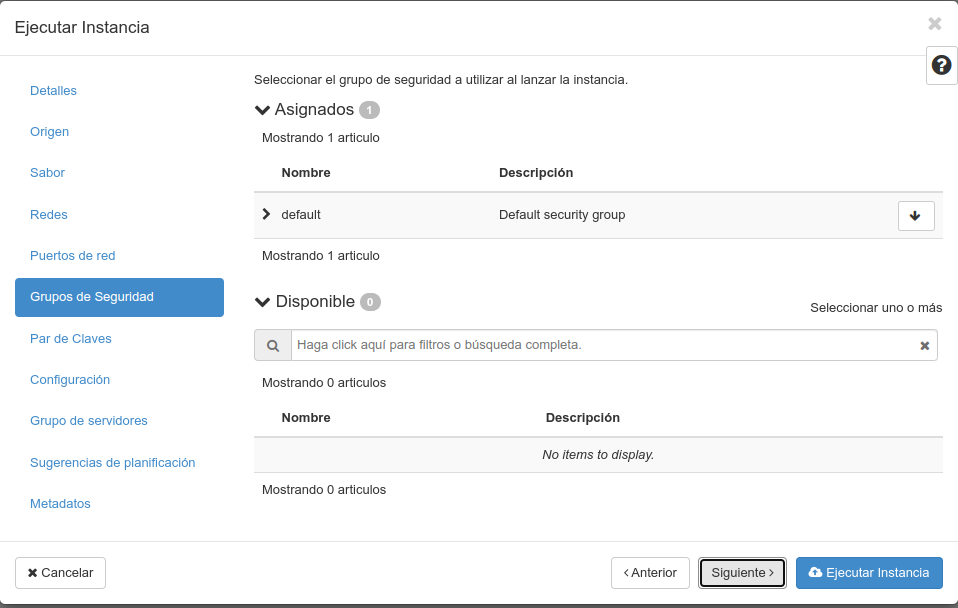 Ejecutar Instancia
Detalles
Origen
Sabor
Redes
Puertos de red
Grupos de Seguridad
Par de Claves
Configuración
Grupo de servidores
Sugerencias de planificación
Metadatos
Seleccionar el grupo de seguridad a utilizar al lanzar la instancia.
Asignados 1
Mostrando 1 articulo
Nombre Descripción
default Default security group
Mostrando 1 articulo
Disponible 0
Seleccionar uno o más
Haga click aquí para filtros o búsqueda completa.
Mostrando 0 articulos
Nombre Descripción
No items to display.
Mostrando 0 articulos
Cancelar
Anterior
Siguiente
Ejecutar Instancia